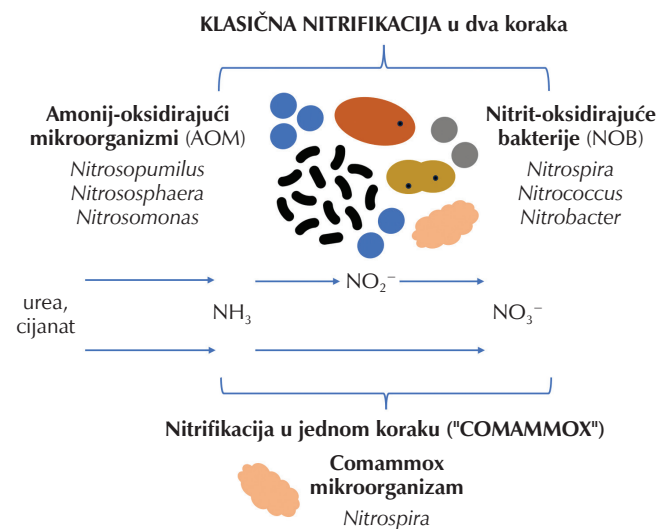 KLASIČNA NITRIFIKACIJA u dva koraka
Amonij-oksidirajući
mikroorganizmi (AOM)
Nitrosopumilus
Nitrososphaera
Nitrosomonas
Nitrit-oksidirajuće
bakterije (NOB)
Nitrospira
Nitrococcus
Nitrobacter
urea,
cijanat
NH₃
NO₂⁻
NO₃⁻
Nitrifikacija u jednom koraku ("COMAMMOX")
Comammox
mikroorganizam
Nitrospira